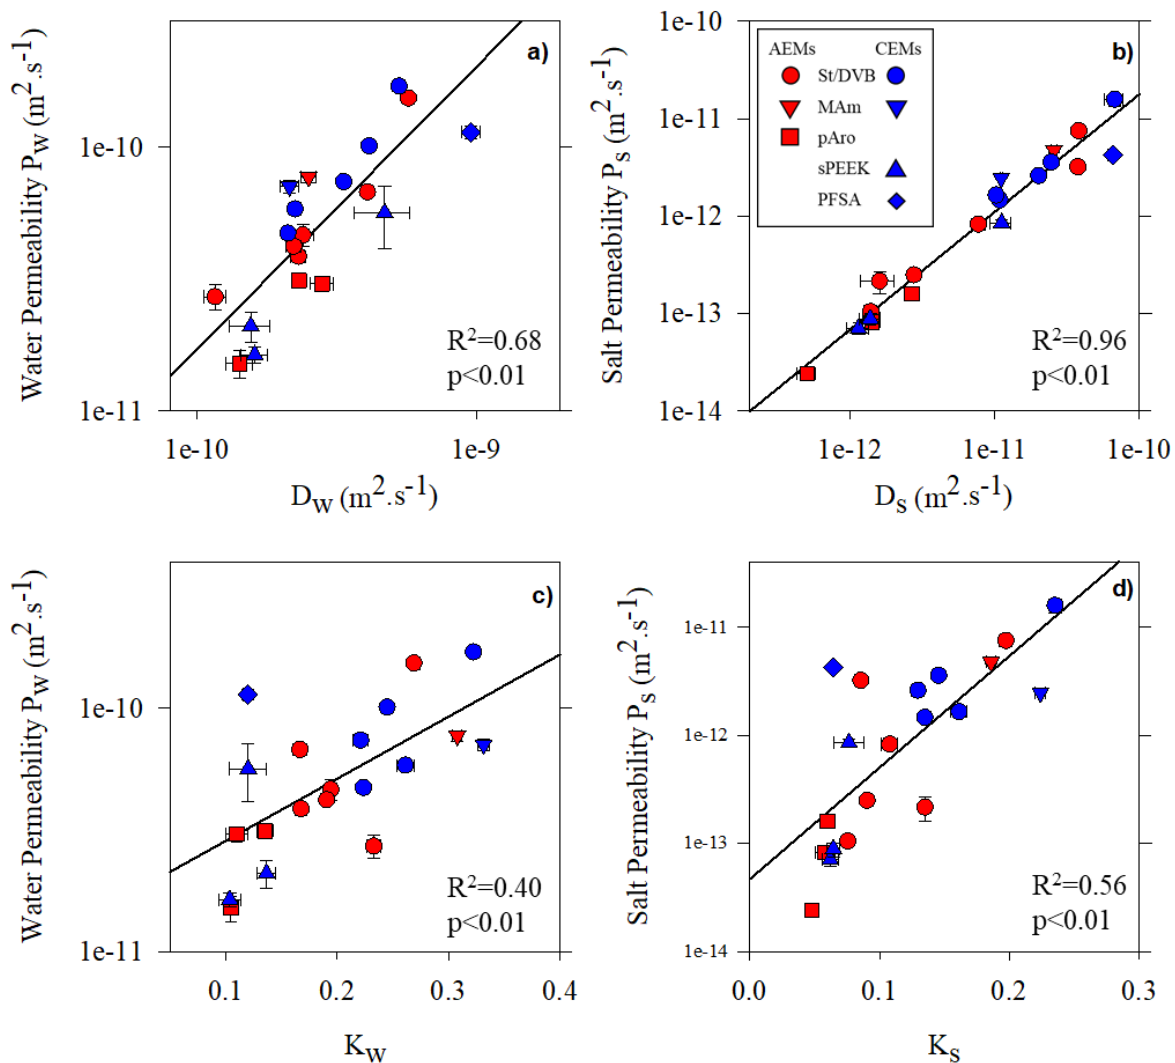 a)
Water Permeability P_W (m².s⁻¹)
1e-10
1e-11
R²=0.68
p<0.01
1e-10 1e-9
D_W (m².s⁻¹)
b)
Salt Permeability P_S (m².s⁻¹)
1e-10
1e-11
1e-12
1e-13
1e-14
AEMs CEMs
St/DVB
MAm
pAro
sPEEK
PFSA
R²=0.96
p<0.01
1e-12 1e-11 1e-10
D_S (m².s⁻¹)
c)
Water Permeability P_W (m².s⁻¹)
1e-10
1e-11
R²=0.40
p<0.01
0.1 0.2 0.3 0.4
K_W
d)
Salt Permeability P_S (m².s⁻¹)
1e-11
1e-12
1e-13
1e-14
R²=0.56
p<0.01
0.0 0.1 0.2 0.3
K_S